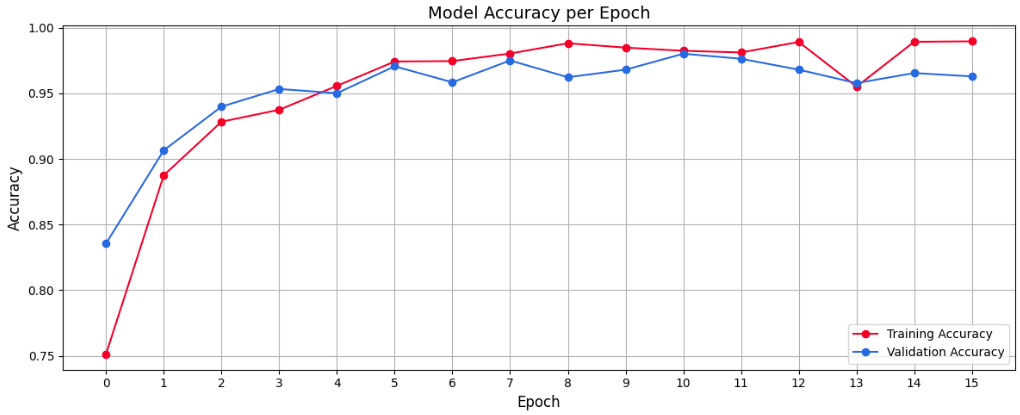 Model Accuracy per Epoch
1.00
0.95
0.90
0.85
0.80
0.75
Accuracy
Training Accuracy
Validation Accuracy
0 1 2 3 4 5 6 7 8 9 10 11 12 13 14 15
Epoch